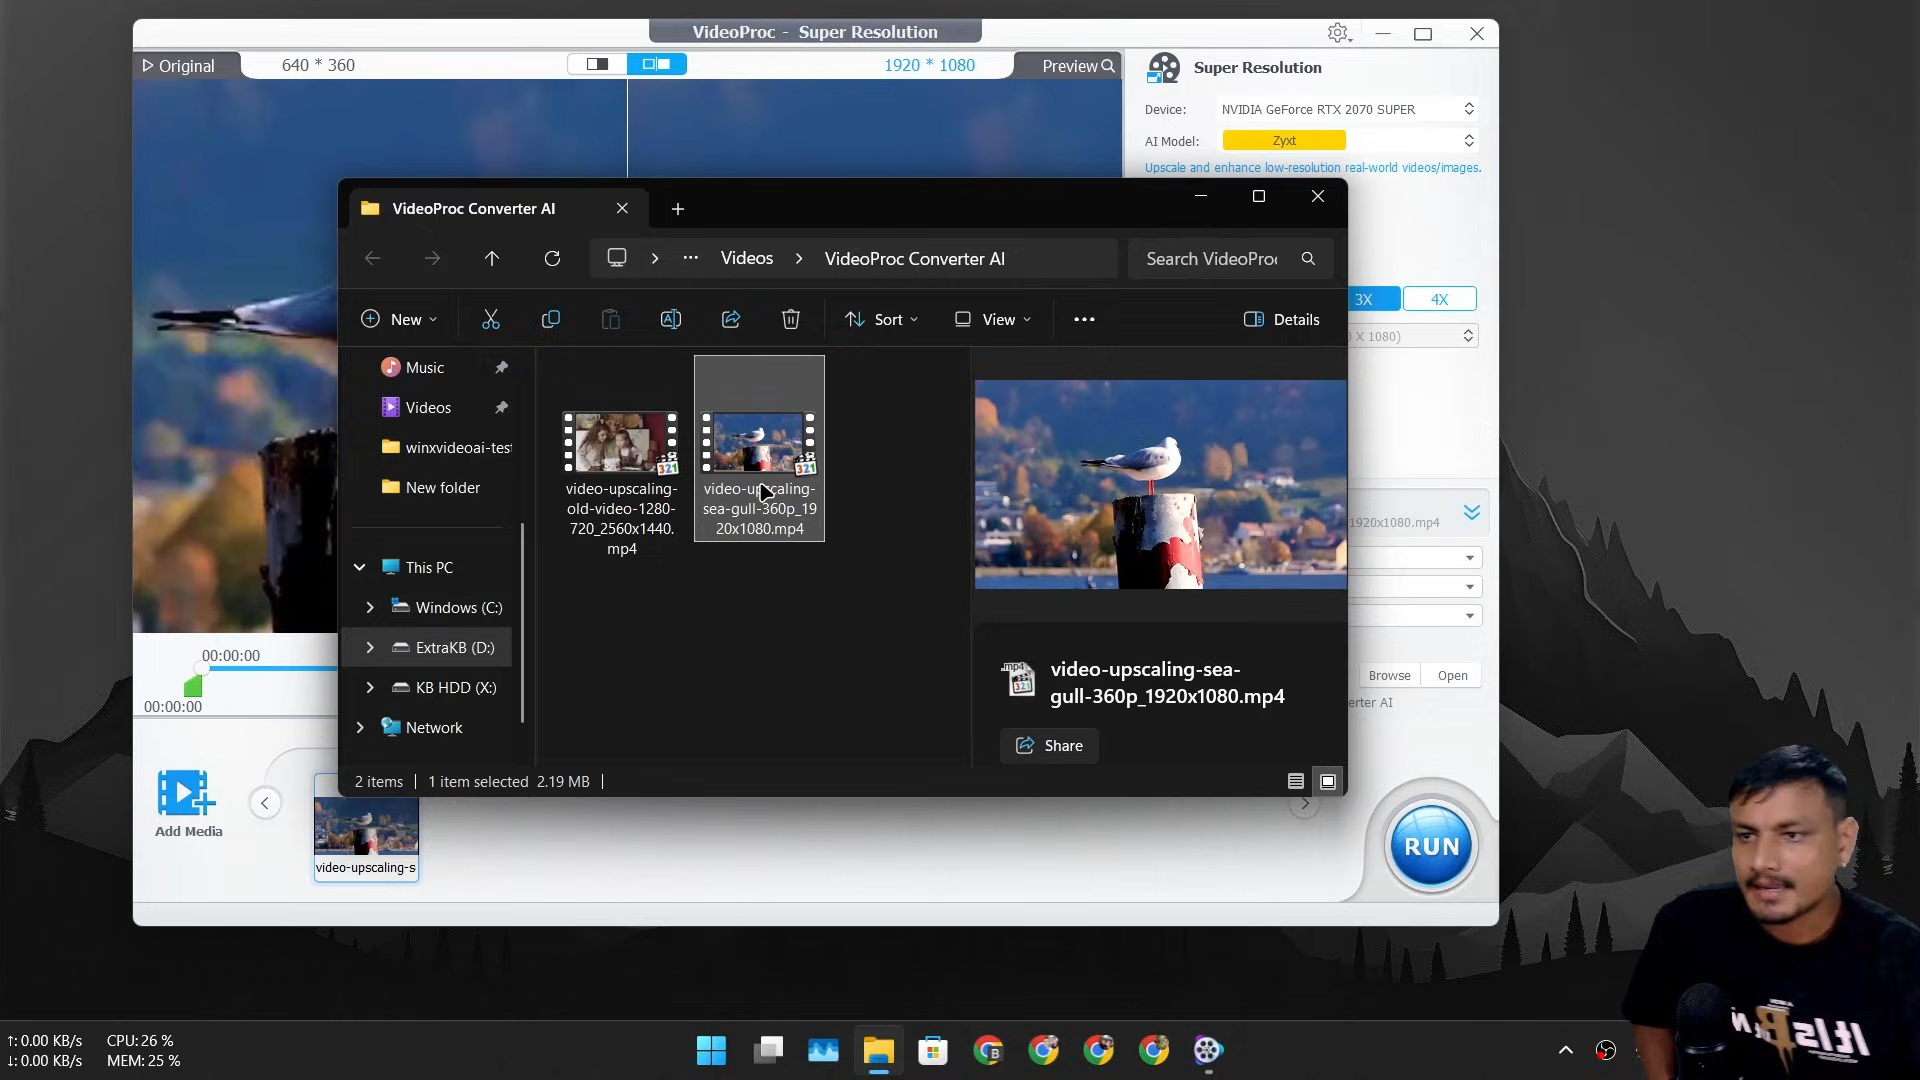 VideoProc - Super Resolution
Original
640 * 360
1920 * 1080
Preview
Super Resolution
Device:
NVIDIA GeForce RTX 2070 SUPER
AI Model:
Zyxt
Upscale and enhance low-resolution real-world videos/images.
VideoProc Converter AI
Videos
VideoProc Converter AI
Search VideoProc
3X
4X
New
Sort
View
Details
X 1080)
Music
Videos
winxvideoai-test
New folder
This PC
Windows (C:)
ExtraKB (D:)
KB HDD (X:)
Network
video-upscaling-
old-video-1280-
720_2560x1440.
mp4
video-upscaling-
sea-gull-360p_19
20x1080.mp4
1920x1080.mp4
video-upscaling-sea-
gull-360p_1920x1080.mp4
Share
Browse
Open
erter AI
2 items
1 item selected 2.19 MB
00:00:00
00:00:00
Add Media
video-upscaling-s
RUN
↑: 0.00 KB/s
CPU: 26 %
↓: 0.00 KB/s
MEM: 25 %